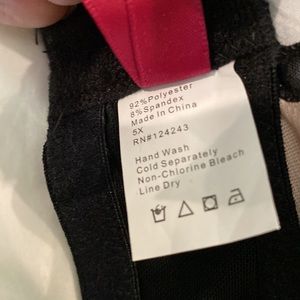 92%Polyester
8%Spandex
Made in China
5X
RN#124243
Hand Wash
Cold Separately
Non-Chlorine Bleach
Line Dry